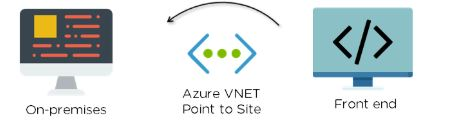 </>
On-premises
Azure VNET
Point to Site
Front end